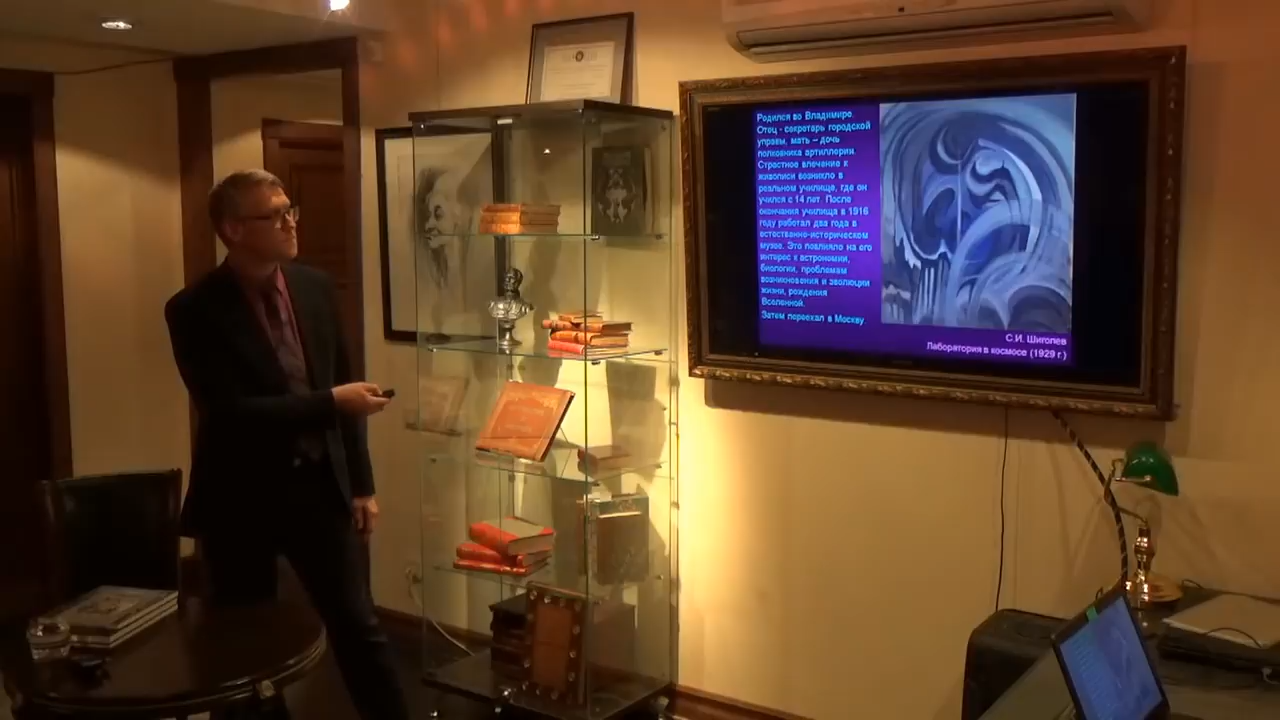 Родился во Владимире.
Отец - секретарь городской
управы, мать – дочь
полковника артиллерии.
Страстное влечение к
живописи возникло в
реальном училище, где он
учился с 14 лет. После
окончания училища в 1916
году работал два года в
естественно-историческом
музее. Это повлияло на его
интерес к астрономии,
биологии, проблемам
возникновения и эволюции
жизни, рождения
Вселенной.
Затем переехал в Москву.
С.И. Шиголев
Лаборатория в космосе (1929 г.)